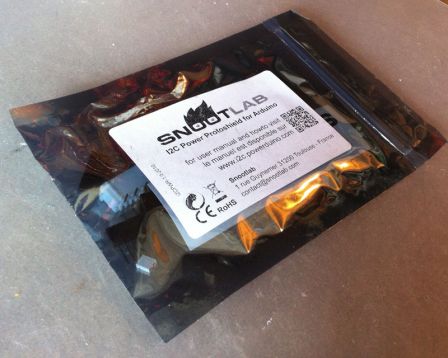 SNOOTLAB
I2C Power Protoshield for Arduino
for user manual and howto visit
le manuel est disponible sur
www.i2c.powerduino.com
Snootlab
1 rue Guynemer 31200 Toulouse - France
contact@snootlab.com
CE RoHS